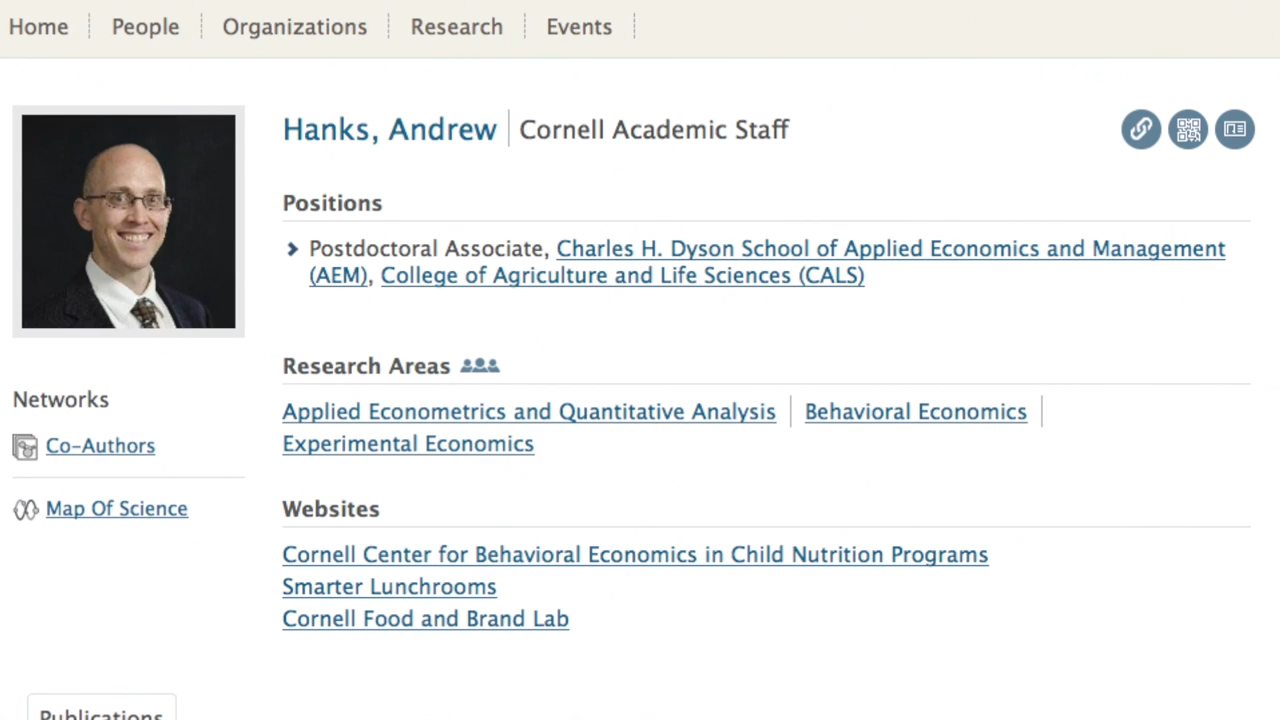 Home People Organizations Research Events
Hanks, Andrew Cornell Academic Staff
Positions
Postdoctoral Associate, Charles H. Dyson School of Applied Economics and Management
(AEM), College of Agriculture and Life Sciences (CALS)
Research Areas
Applied Econometrics and Quantitative Analysis Behavioral Economics
Experimental Economics
Websites
Cornell Center for Behavioral Economics in Child Nutrition Programs
Smarter Lunchrooms
Cornell Food and Brand Lab
Networks
Co-Authors
Map Of Science
Publications